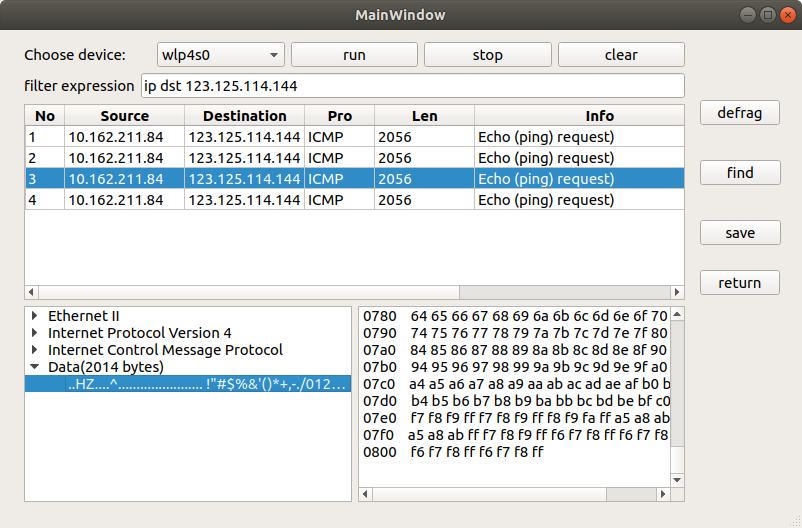 MainWindow
Choose device: wlp4s0 run stop clear
filter expression ip dst 123.125.114.144
No Source Destination Pro Len Info
1 10.162.211.84 123.125.114.144 ICMP 2056 Echo (ping) request)
2 10.162.211.84 123.125.114.144 ICMP 2056 Echo (ping) request)
3 10.162.211.84 123.125.114.144 ICMP 2056 Echo (ping) request)
4 10.162.211.84 123.125.114.144 ICMP 2056 Echo (ping) request)
defrag
find
save
return
Ethernet II
Internet Protocol Version 4
Internet Control Message Protocol
Data(2014 bytes)
..HZ....^....................... !"#$%&'()*+,-./012...
0780 64 65 66 67 68 69 6a 6b 6c 6d 6e 6f 70
0790 74 75 76 77 78 79 7a 7b 7c 7d 7e 7f 80
07a0 84 85 86 87 88 89 8a 8b 8c 8d 8e 8f 90
07b0 94 95 96 97 98 99 9a 9b 9c 9d 9e 9f a0
07c0 a4 a5 a6 a7 a8 a9 aa ab ac ad ae af b0 b
07d0 b4 b5 b6 b7 b8 b9 ba bb bc bd be bf c0
07e0 f7 f8 f9 ff f7 f8 f9 ff f8 f9 fa ff a5 a8 ab
07f0 a5 a8 ab ff f7 f8 f9 ff f6 f7 f8 ff f6 f7 f8
0800 f6 f7 f8 ff f6 f7 f8 ff